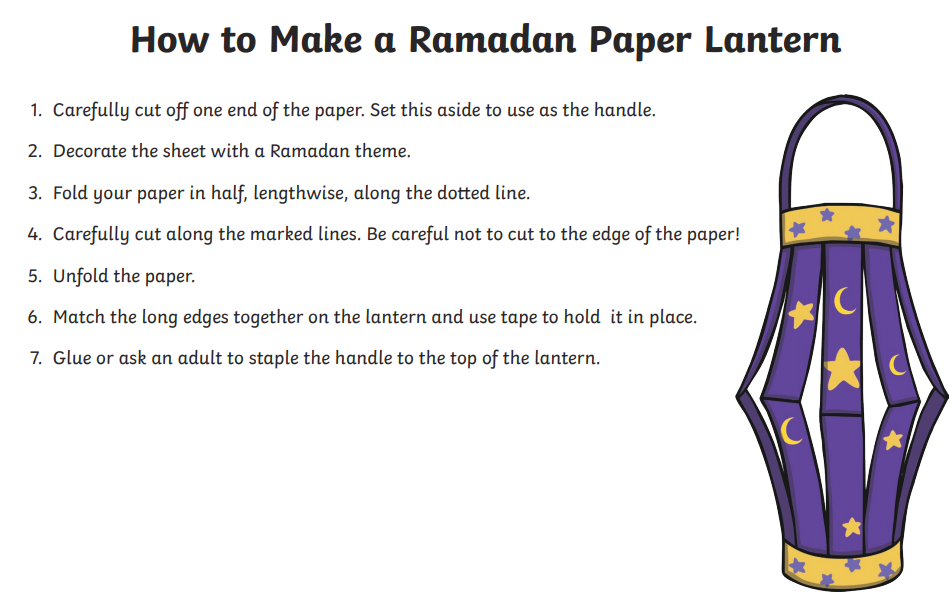 How to Make a Ramadan Paper Lantern
1. Carefully cut off one end of the paper. Set this aside to use as the handle.
2. Decorate the sheet with a Ramadan theme.
3. Fold your paper in half, lengthwise, along the dotted line.
4. Carefully cut along the marked lines. Be careful not to cut to the edge of the paper!
5. Unfold the paper.
6. Match the long edges together on the lantern and use tape to hold  it in place.
7. Glue or ask an adult to staple the handle to the top of the lantern.